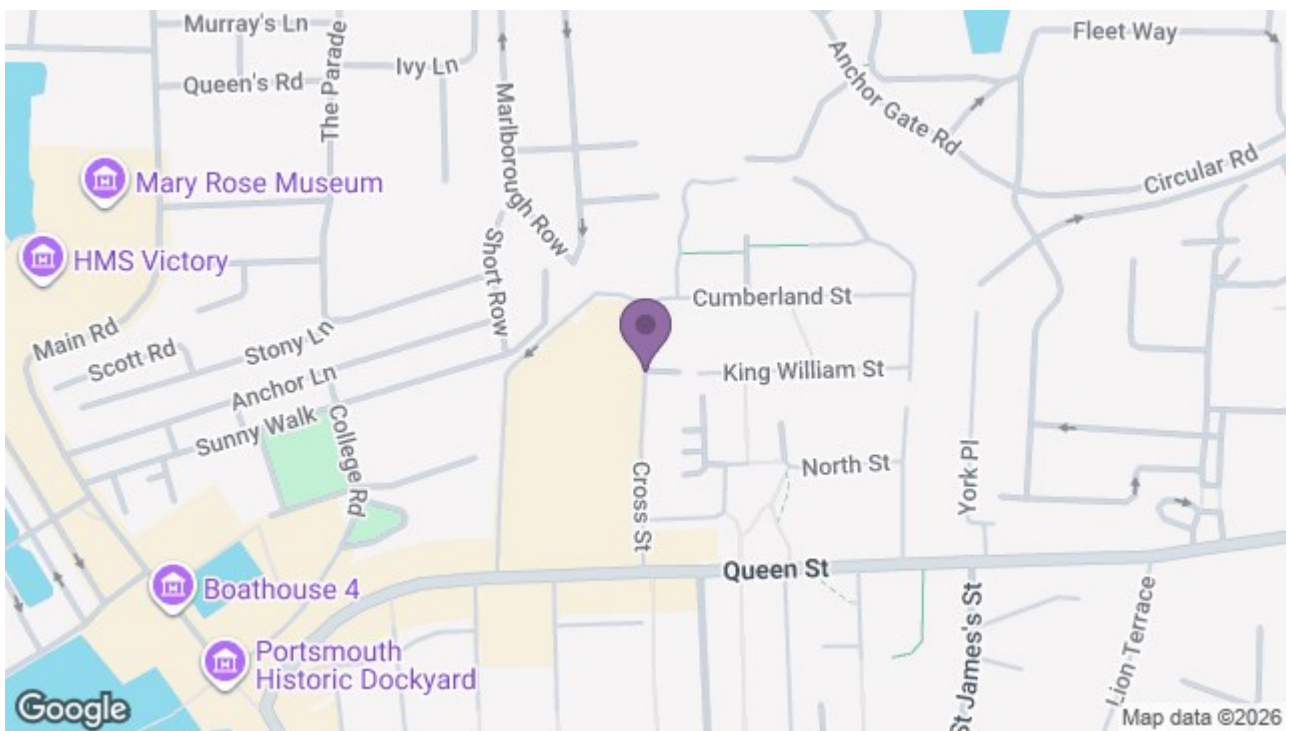 Murray's Ln
Fleet Way
The Parade
Ivy Ln
Queen's Rd
Marlborough Row
Anchor Gate Rd
Circular Rd
Mary Rose Museum
HMS Victory
Short Row
Cumberland St
Main Rd
Scott Rd
Stony Ln
King William St
Anchor Ln
Sunny Walk
College Rd
North St
York Pl
Cross St
Queen St
Boathouse 4
St James's St
Lion Terrace
Portsmouth
Historic Dockyard
Google
Map data ©2026